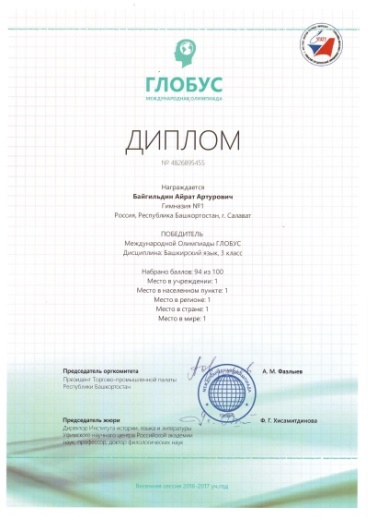 ГЛОБУС
МЕЖДУНАРОДНАЯ ОЛИМПИАДА
ДИПЛОМ
№ 4826895455
Награждается
Байгильдин Айрат Артурович
Гимназия №1
Россия, Республика Башкортостан, г. Салават
ПОБЕДИТЕЛЬ
Международной Олимпиады ГЛОБУС
Дисциплина: Башкирский язык, 3 класс
Набрано баллов: 94 из 100
Место в учреждении: 1
Место в населенном пункте: 1
Место в регионе: 1
Место в стране: 1
Место в мире: 1
Председатель оргкомитета
А. М. Фазлыев
Президент Торгово-промышленной палаты
Республики Башкортостан
Председатель жюри
Ф. Г. Хисамитдинова
Директор Института истории, языка и литературы
Уфимского научного центра Российской академии
наук, профессор, доктор филологических наук
сессия 2016-2017 уч.год